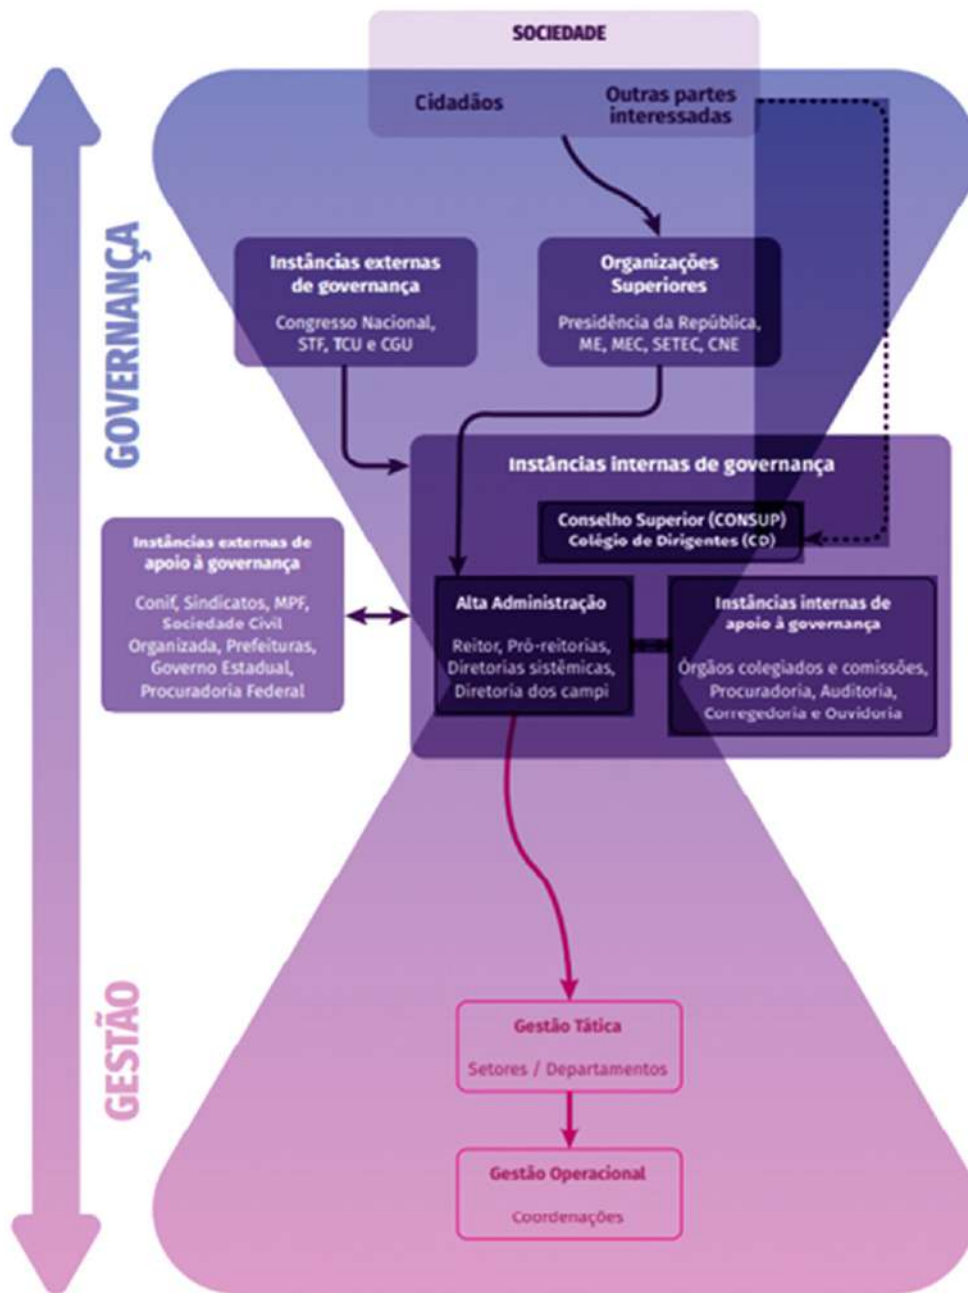 SOCIEDADE
Cidadãos
Outras partes
interessadas
GOVERNANÇA
Instâncias externas
de governança
Congresso Nacional,
STF, TCU e CGU
Organizações
Superiores
Presidência da República,
ME, MEC, SETEC, CNE
Instâncias internas de governança
Conselho Superior (CONSUP)
Colégio de Dirigentes (CD)
Instâncias externas de
apoio à governança
Conif, Sindicatos, MPF,
Sociedade Civil
Organizada, Prefeituras,
Governo Estadual,
Procuradoria Federal
Alta Administração
Reitor, Pró-reitorias,
Diretorias sistêmicas,
Diretoria dos campi
Instâncias internas de
apoio à governança
Órgãos colegiados e comissões,
Procuradoria, Auditoria,
Corregedoria e Ouvidoria
GESTÃO
Gestão Tática
Setores / Departamentos
Gestão Operacional
Coordenações